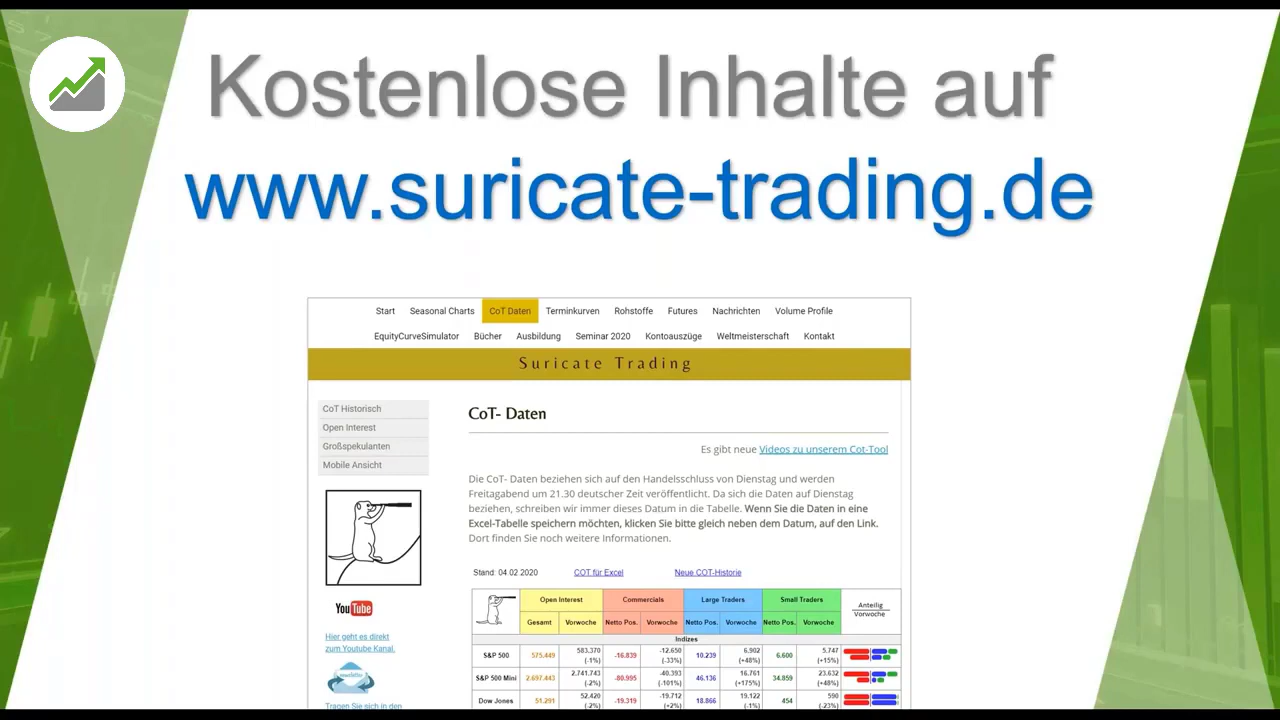 Kostenlose Inhalte auf
www.suricate-trading.de
Start Seasonal Charts CoT Daten Terminkurven Rohstoffe Futures Nachrichten Volume Profile
EquityCurveSimulator Bücher Ausbildung Seminar 2020 Kontoauszüge Weltmeisterschaft Kontakt
Suricate Trading
CoT Historisch
Open Interest
Großspekulanten
Mobile Ansicht
YouTube
Hier geht es direkt
zum Youtube Kanal.
newsletter
Tragen Sie sich in den
CoT- Daten
Es gibt neue Videos zu unserem Cot-Tool
Die CoT- Daten beziehen sich auf den Handelsschluss von Dienstag und werden
Freitagabend um 21.30 deutscher Zeit veröffentlicht. Da sich die Daten auf Dienstag
beziehen, schreiben wir immer dieses Datum in die Tabelle. Wenn Sie die Daten in eine
Excel-Tabelle speichern möchten, klicken Sie bitte gleich neben dem Datum, auf den Link.
Dort finden Sie noch weitere Informationen.
Stand: 04.02 2020 COT für Excel Neue COT-Historie
Open Interest Commercials Large Traders Small Traders Anteilig
Vorwoche
Gesamt Vorwoche Netto Pos. Vorwoche Netto Pos. Vorwoche Netto Pos. Vorwoche
Indizes
S&P 500 575.449 583,370 -16.839 -12.650 10.239 6.902 6.600 5.747
(-1%) (-33%) (+48%) (+15%)
S&P 500 Mini 2.697.443 2.741.743 -80.995 -40.393 46.136 16.761 34.859 23.632
(-2%) (-101%) (+175%) (+48%)
Dow Jones 51.291 52,420 -19.319 -19.712 18.866 19.122 454 590
(-2%) (+2%) (-1%) (-23%)